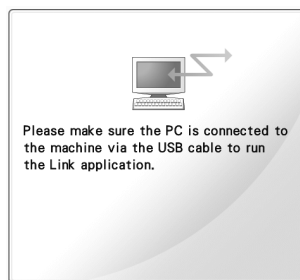 Please make sure the PC is connected to
the machine via the USB cable to run
the Link application.